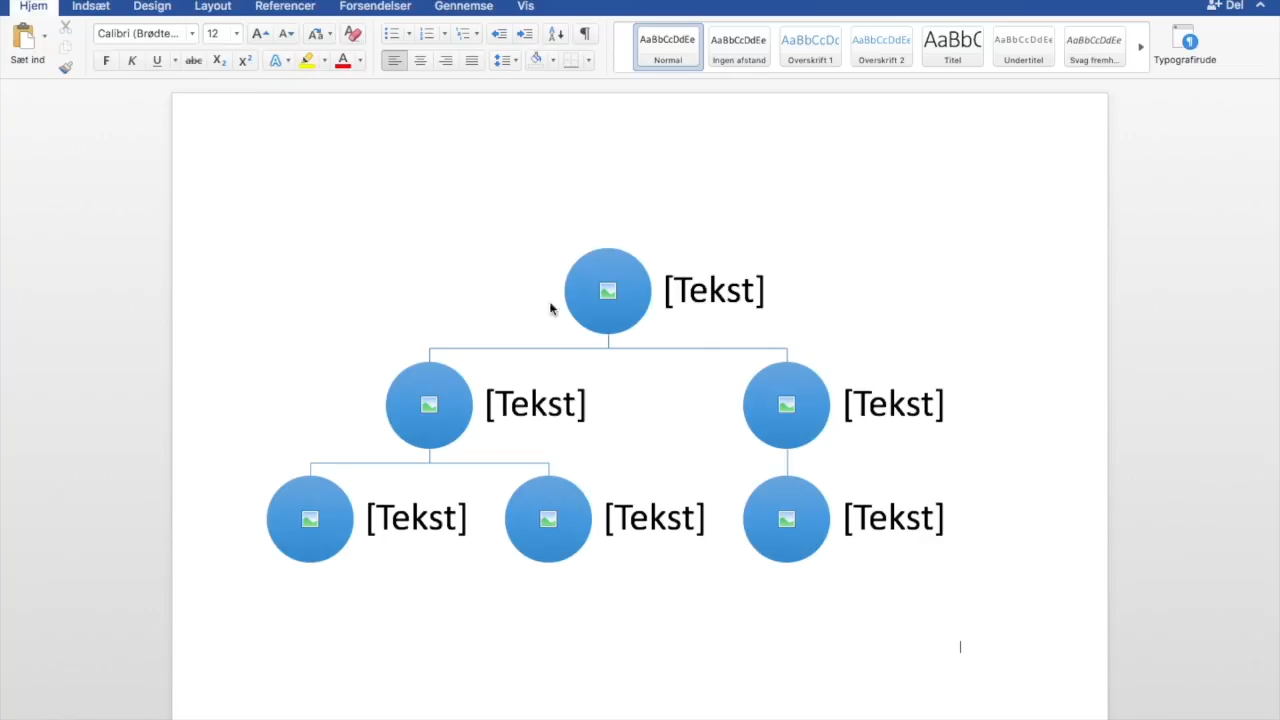 Hjem Indsæt Design Layout Referencer Forsendelser Gennemse Vis Del
Calibri (Brødte... 12 Aa
Sæt ind
F K U abc X₂ X² A A
AaBbCcDdEe AaBbCcDdEe AaBbCcDc AaBbCcDdEe AaBbC AaBbCcDdEe AaBbCcDdEe
Normal Ingen afstand Overskrift 1 Overskrift 2 Titel Undertitel Svag fremh... Typografirude
[Tekst]
[Tekst] [Tekst]
[Tekst] [Tekst] [Tekst]